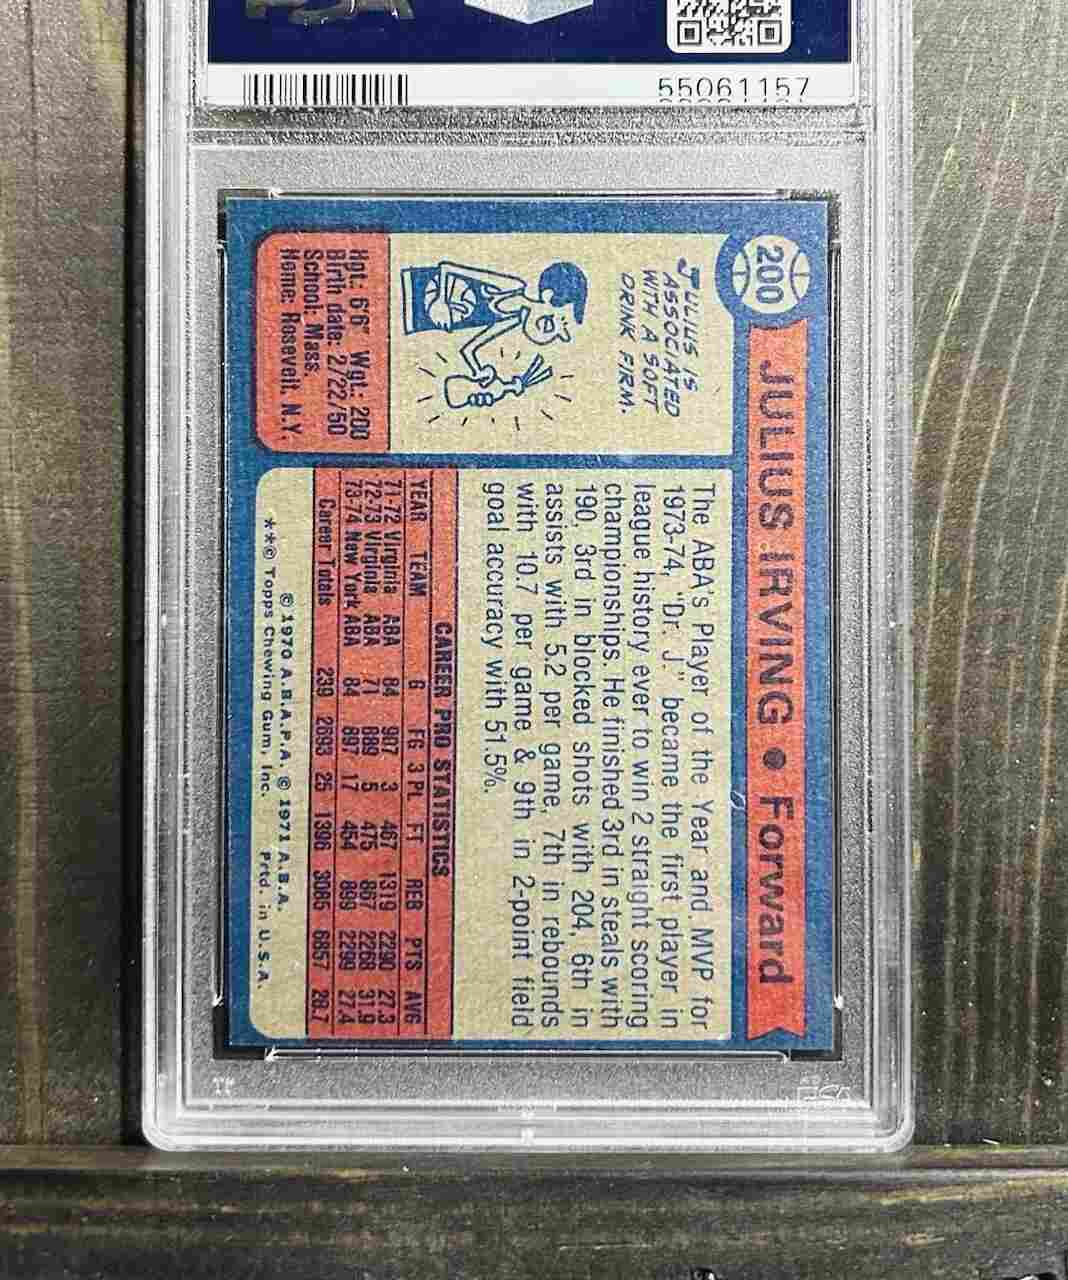 55061157
200
JULIUS IRVING • Forward
JULIUS IS
ASSOCIATED
WITH A SOFT
DRINK FIRM.
Hgt.: 6'6" Wgt.: 200
Birth date: 2/22/50
School: Mass.
Home: Rosevelt, N.Y.
The ABA's Player of the Year and MVP for
1973-74, "Dr. J." became the first player in
league history ever to win 2 straight scoring
championships. He finished 3rd in steals with
190, 3rd in blocked shots with 204, 6th in
assists with 5.2 per game, 7th in rebounds
with 10.7 per game & 9th in 2-point field
goal accuracy with 51.5%.
CAREER PRO STATISTICS
YEAR TEAM G FG 3 PL FT REB PTS AVG
71-72 Virginia ABA 84 907 3 467 1319 2290 27.3
72-73 Virginia ABA 71 889 5 475 867 2268 31.9
73-74 New York ABA 84 897 17 454 899 2299 27.4
Career Totals 239 2693 25 1396 3085 6857 28.7
© 1970 A.B.A.P.A. © 1971 A.B.A.
**© Topps Chewing Gum, Inc. Prtd. in U.S.A.
PSA